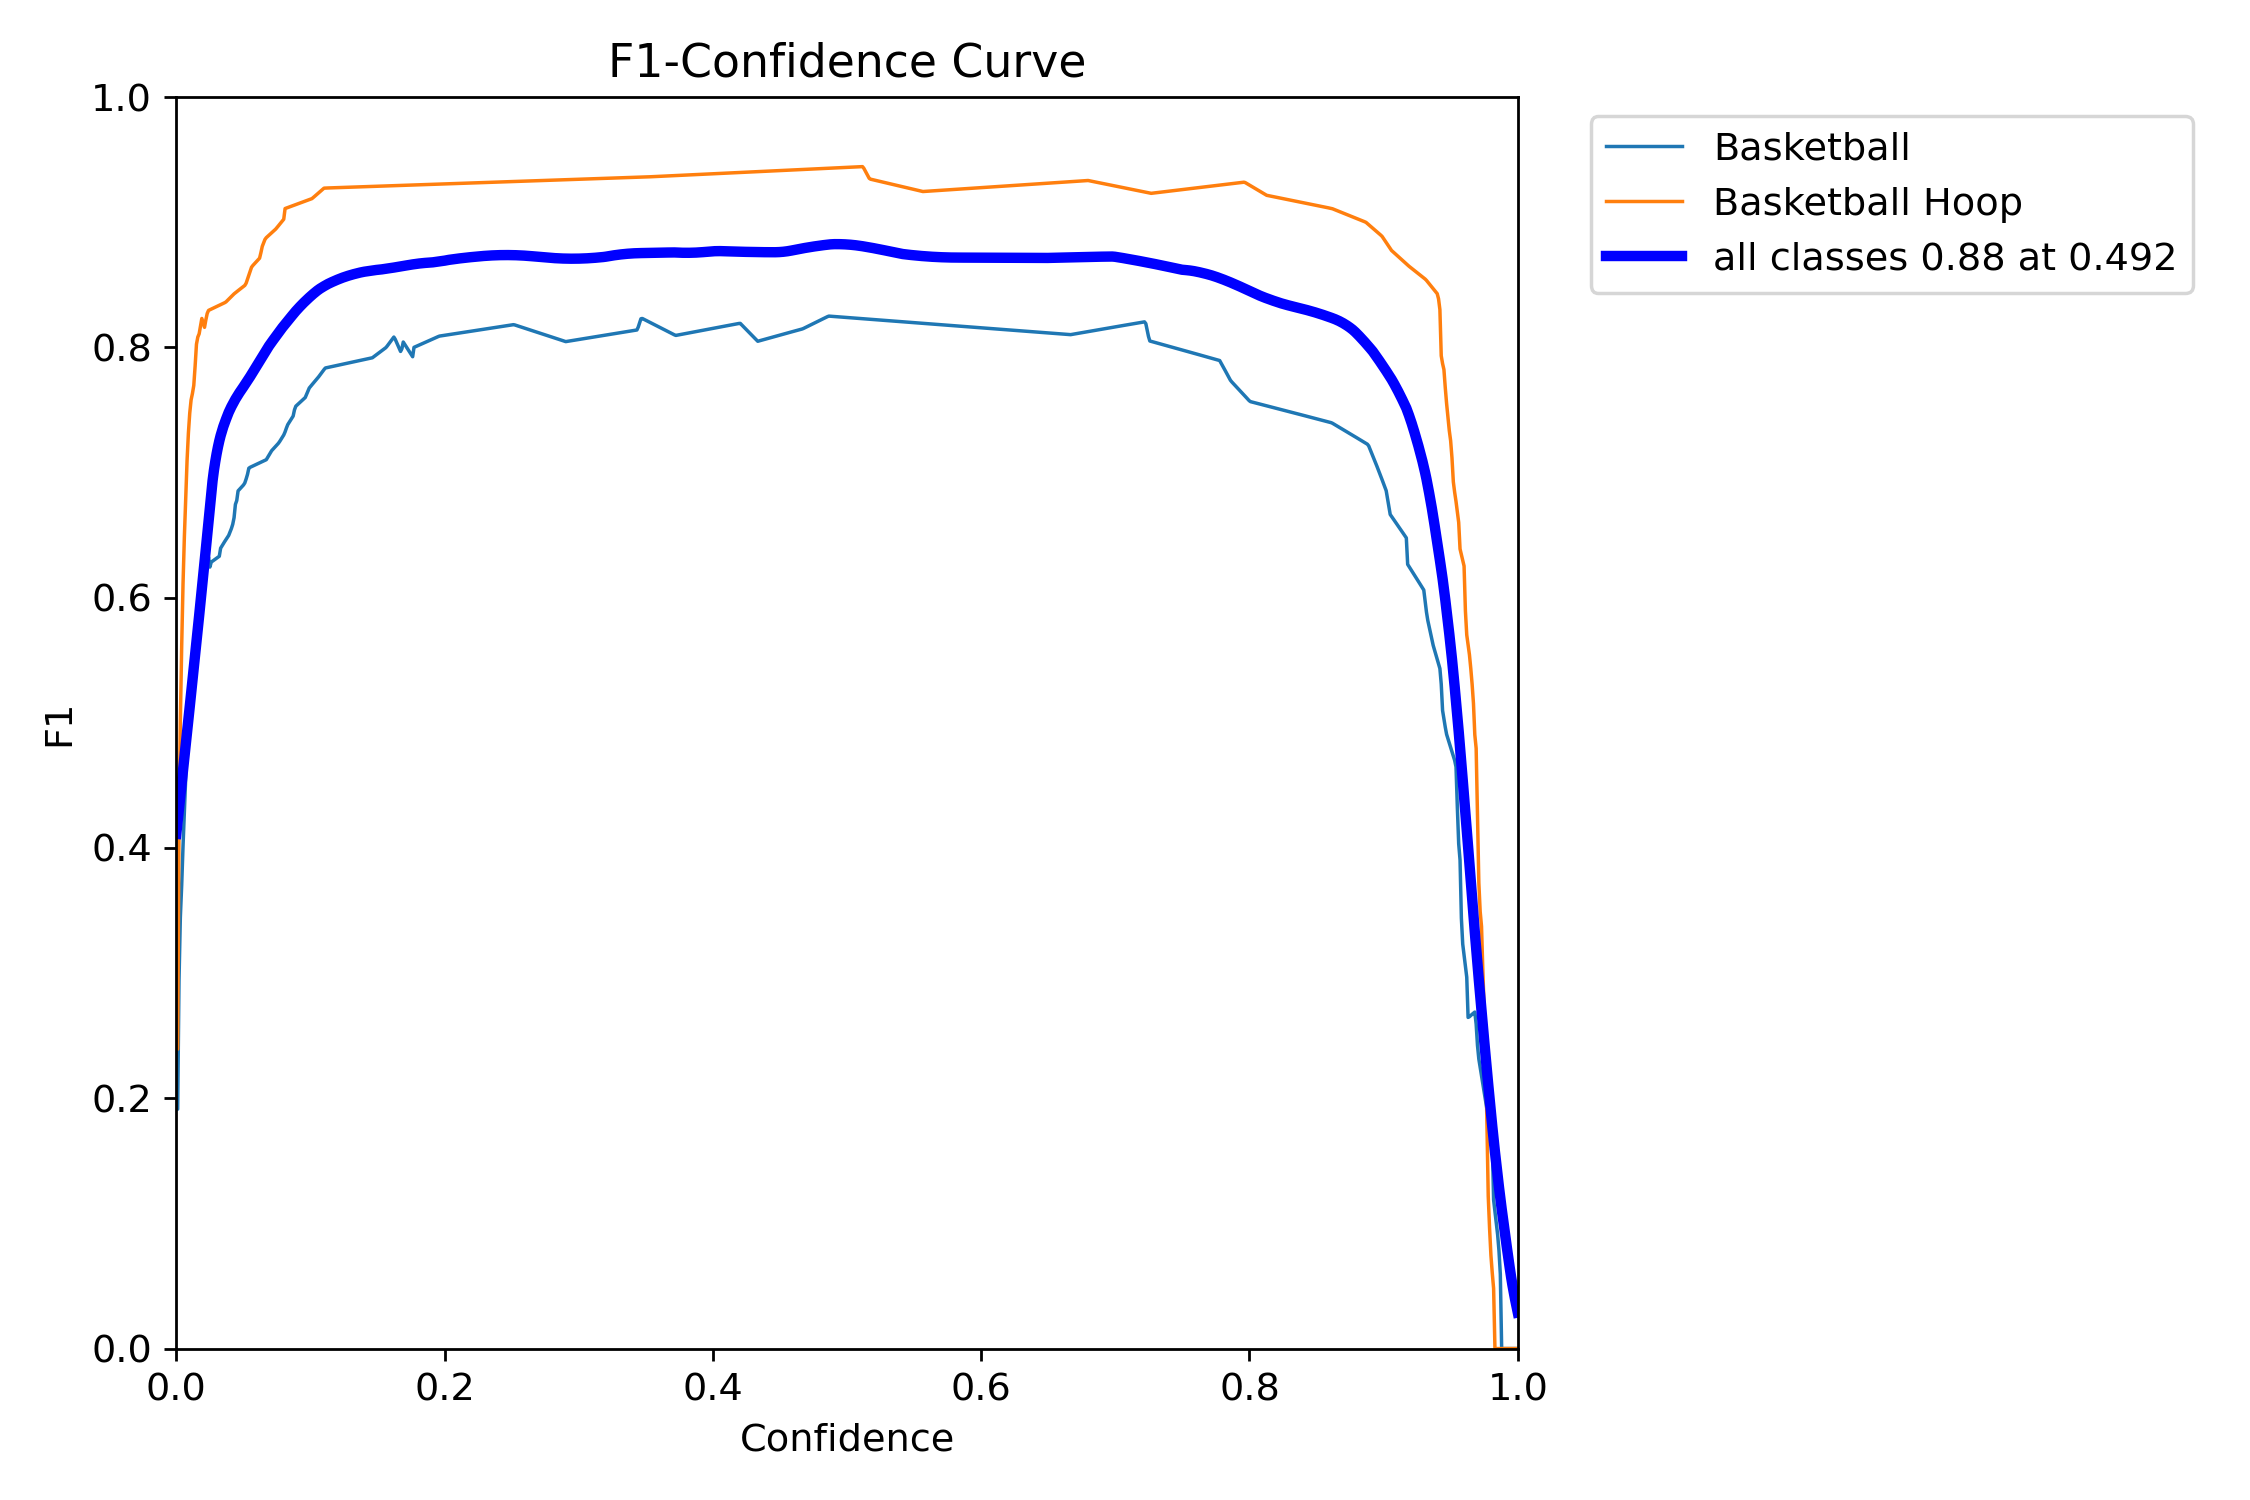 F1-Confidence Curve
1.0
0.8
0.6
0.4
0.2
0.0
F1
0.0 0.2 0.4 0.6 0.8 1.0
Confidence
Basketball
Basketball Hoop
all classes 0.88 at 0.492